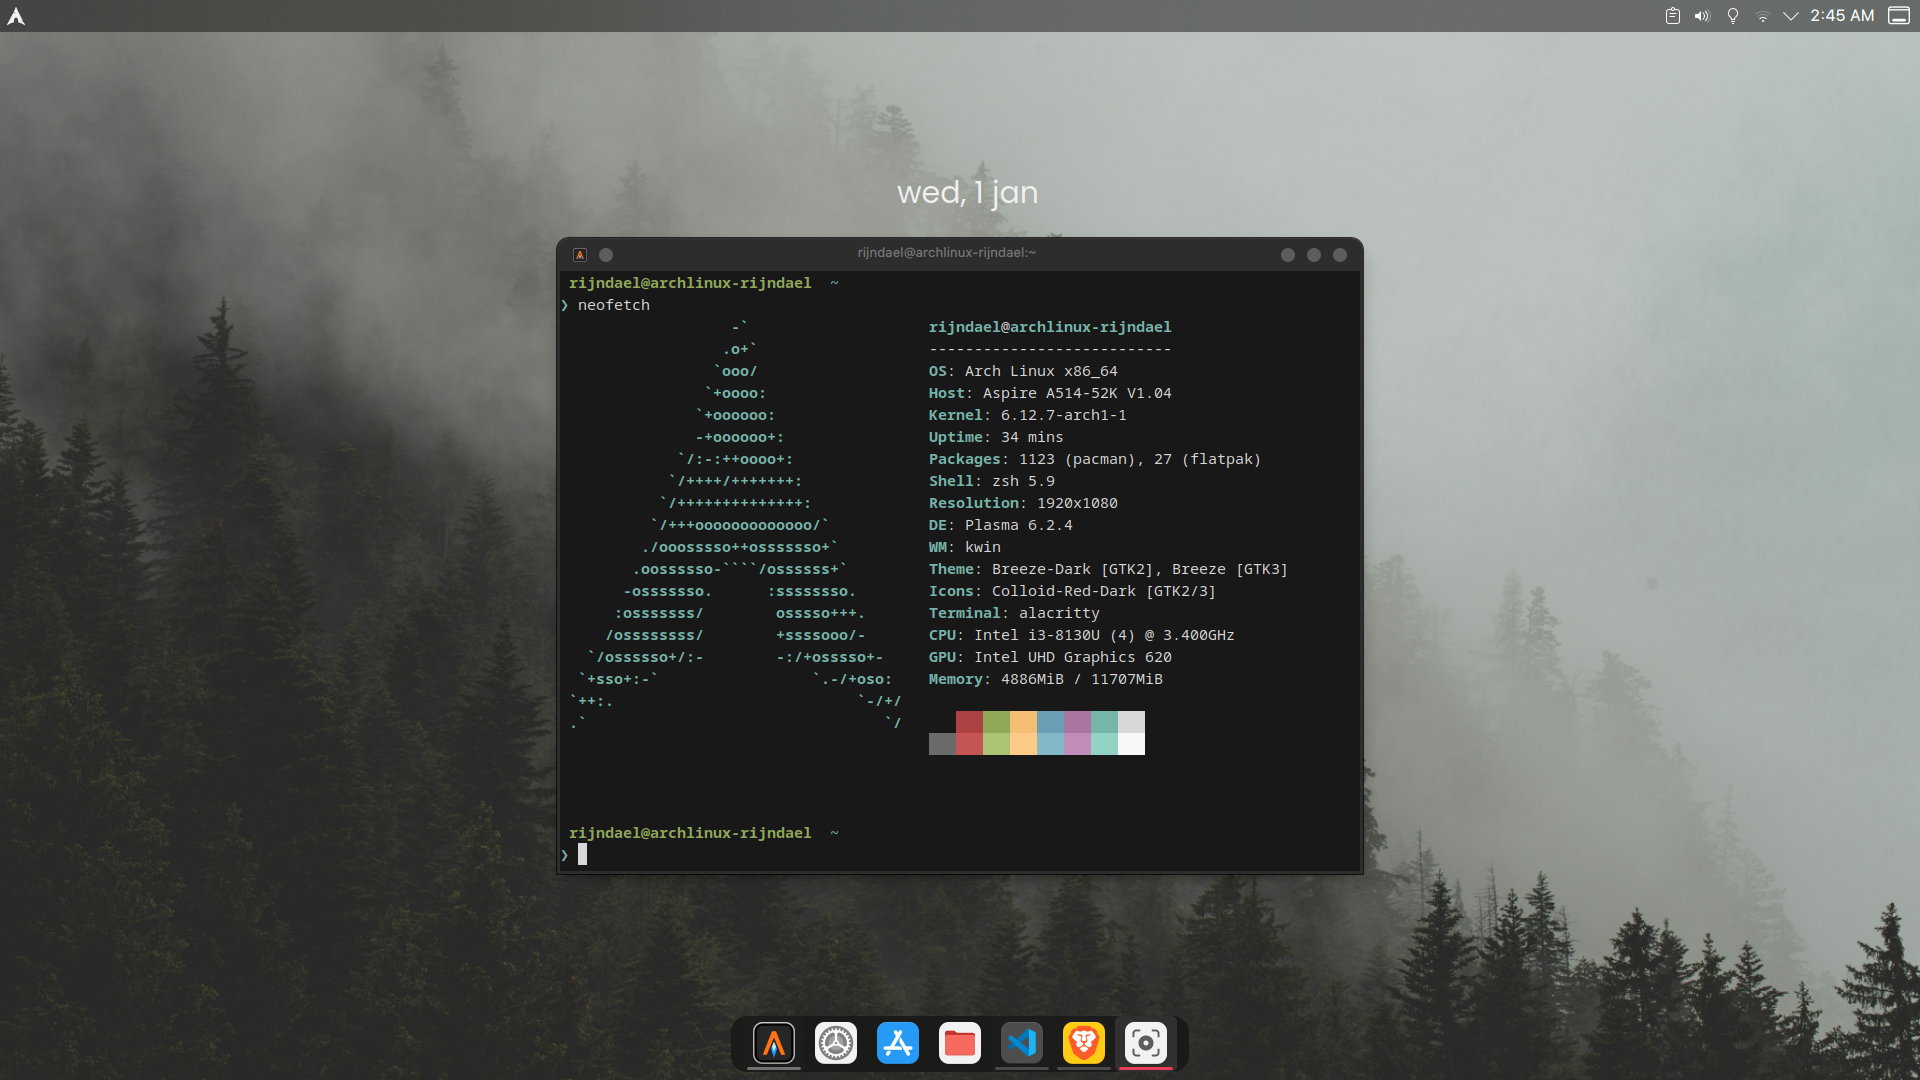 2:45 AM
wed, 1 jan
rijndael@archlinux-rijndael:~
rijndael@archlinux-rijndael  ~
❯ neofetch
                  -`
                 .o+`
                `ooo/
               `+oooo:
              `+oooooo:
              -+oooooo+:
            `/:-:++oooo+:
           `/++++/+++++++:
          `/++++++++++++++:
         `/+++ooooooooooooo/`
        ./ooosssso++osssssso+`
       .oossssso-````/ossssss+`
      -osssssso.      :ssssssso.
     :osssssss/        osssso+++.
    /ossssssss/        +ssssooo/-
  `/ossssso+/:-        -:/+osssso+-
 `+sso+:-`                 `.-/+oso:
`++:.                           `-/+/
.`                                 `/
rijndael@archlinux-rijndael
---------------------------
OS: Arch Linux x86_64
Host: Aspire A514-52K V1.04
Kernel: 6.12.7-arch1-1
Uptime: 34 mins
Packages: 1123 (pacman), 27 (flatpak)
Shell: zsh 5.9
Resolution: 1920x1080
DE: Plasma 6.2.4
WM: kwin
Theme: Breeze-Dark [GTK2], Breeze [GTK3]
Icons: Colloid-Red-Dark [GTK2/3]
Terminal: alacritty
CPU: Intel i3-8130U (4) @ 3.400GHz
GPU: Intel UHD Graphics 620
Memory: 4886MiB / 11707MiB
rijndael@archlinux-rijndael  ~
❯